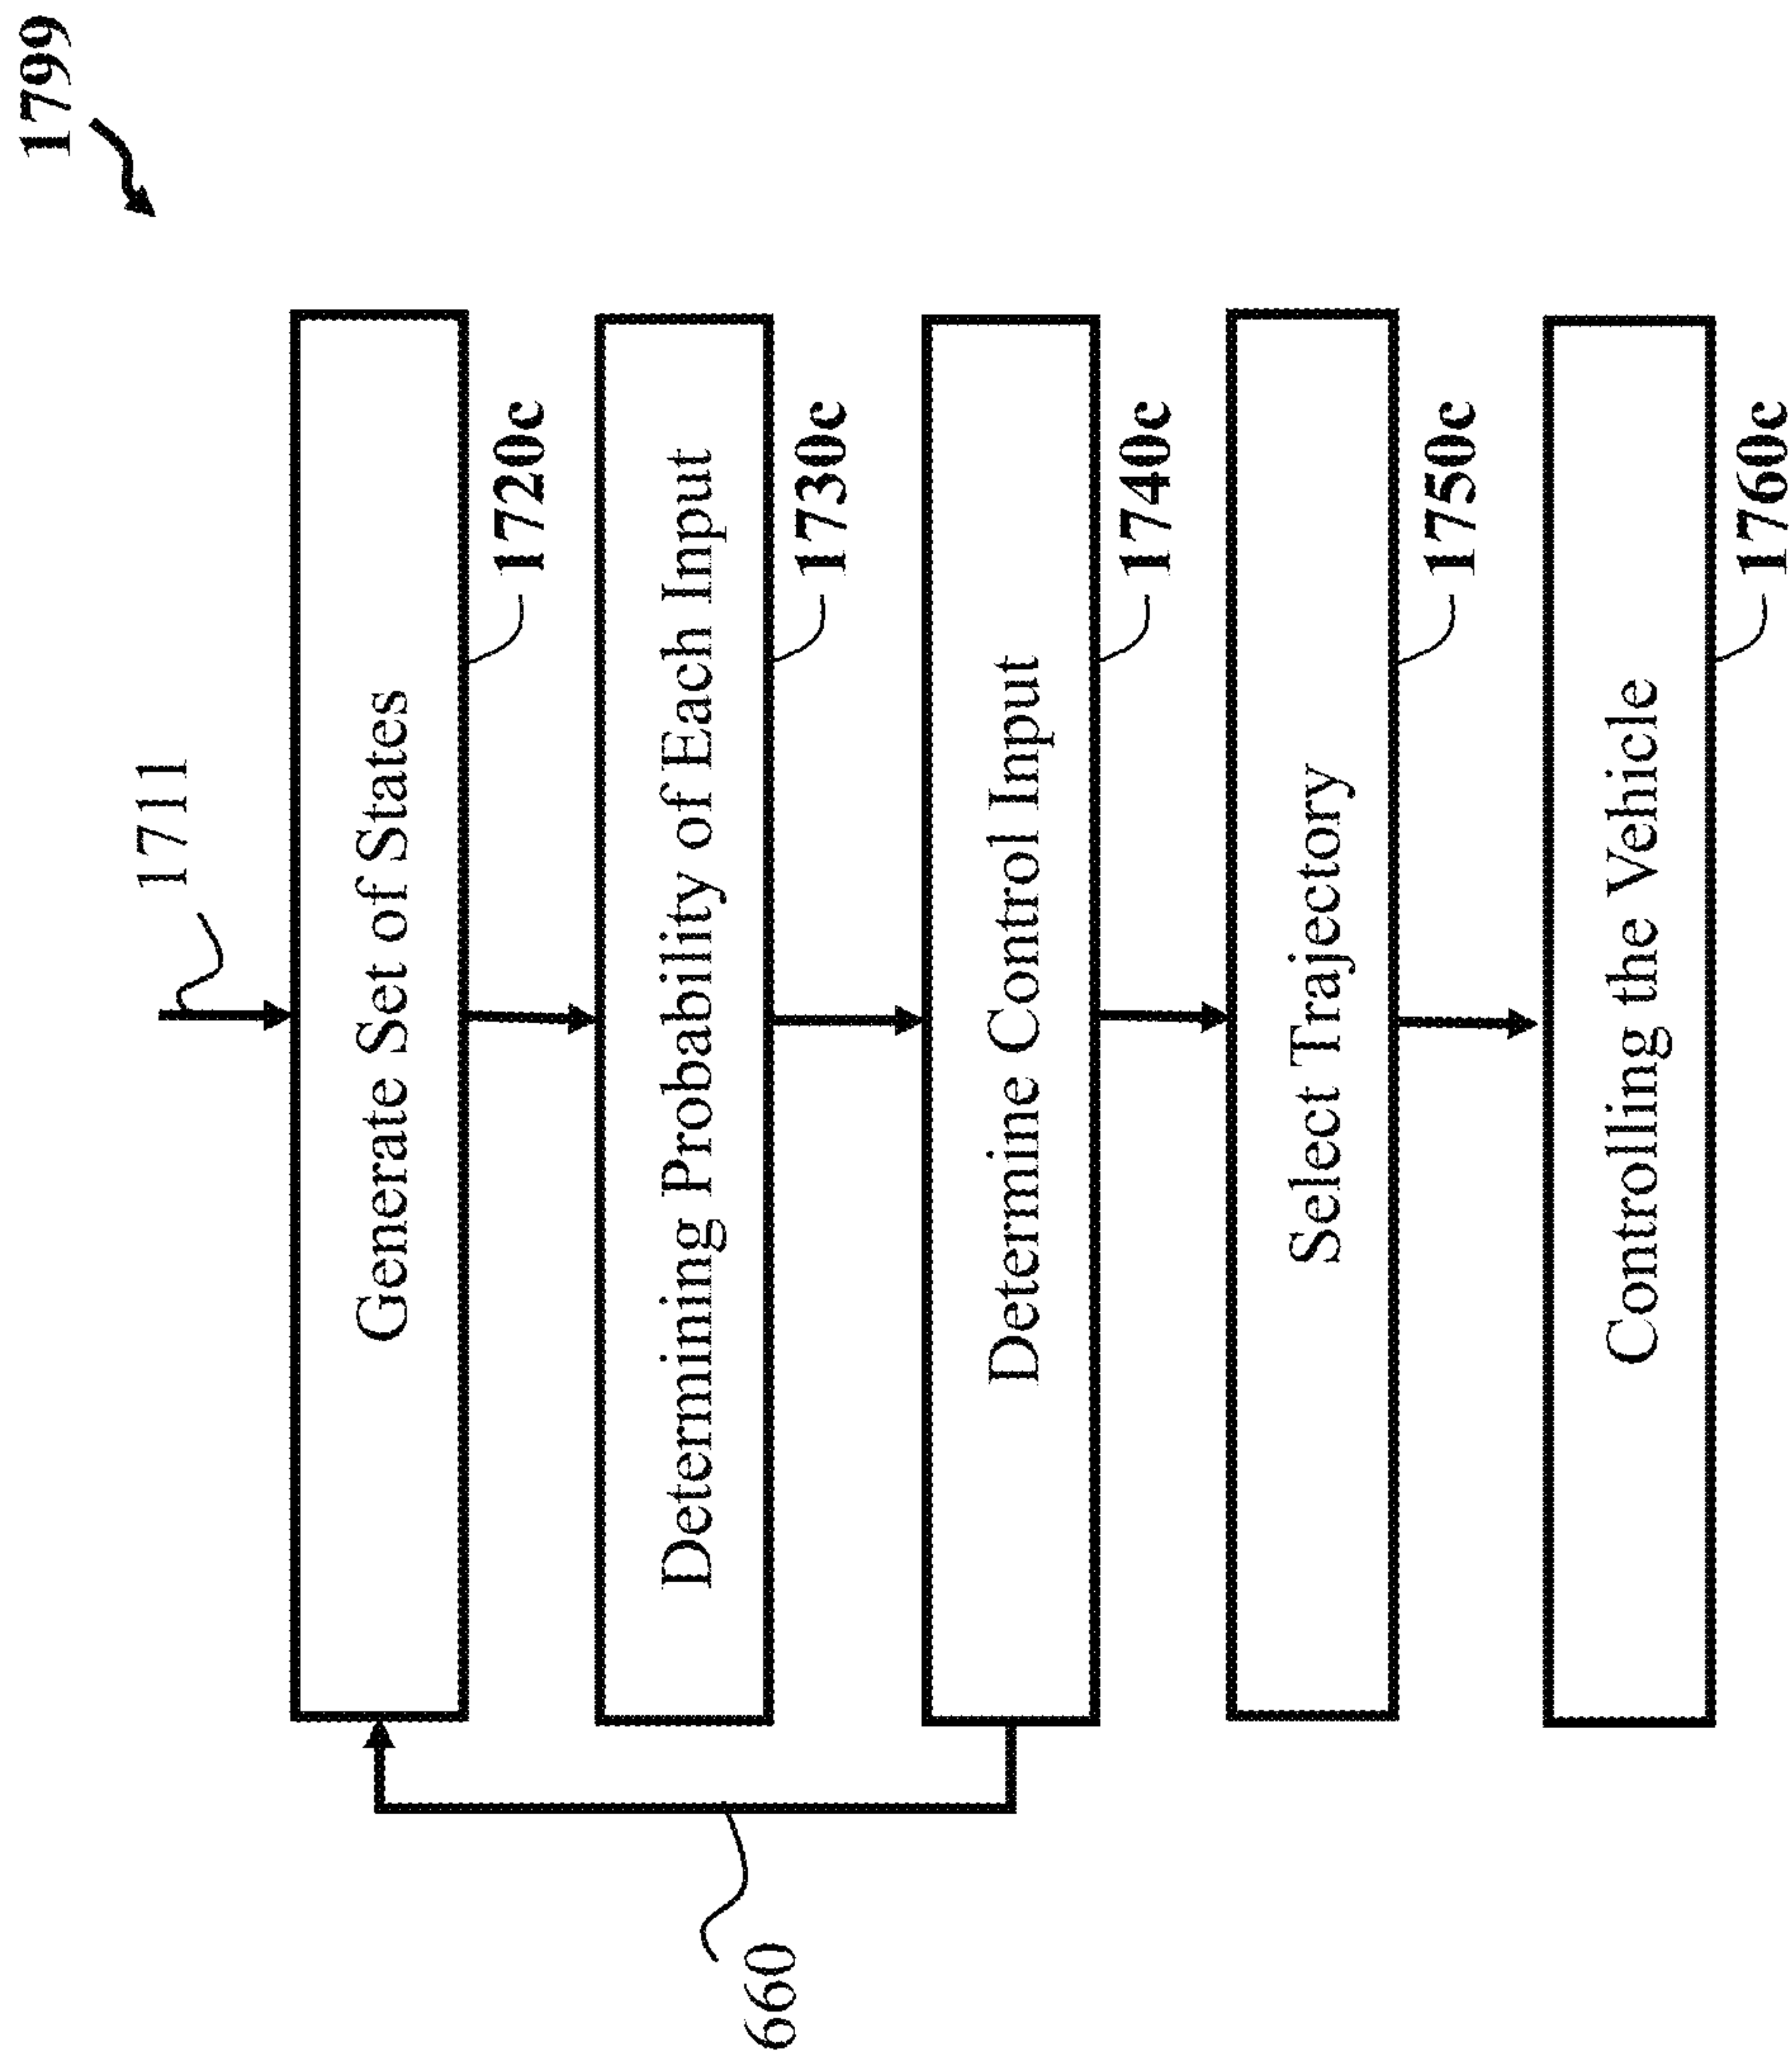 1799
1711
Generate Set of States
1720c
Determining Probability of Each Input
1730c
660
Determine Control Input
1740c
Select Trajectory
1750c
Controlling the Vehicle
1760c